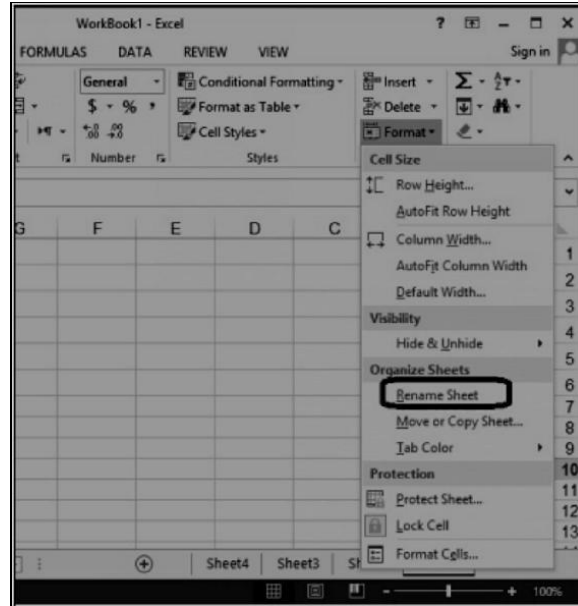 WorkBook1 - Excel ?
FORMULAS DATA REVIEW VIEW Sign in
General Conditional Formatting Insert Σ
$ % , Format as Table Delete
Cell Styles Format
Number Styles
Cell Size
Row Height...
AutoFit Row Height
G F E D C
Column Width...
1
AutoFit Column Width
2
Default Width...
3
Visibility
4
Hide & Unhide
5
Organize Sheets
6
Rename Sheet
7
Move or Copy Sheet...
8
Tab Color
9
Protection
10
11
Protect Sheet...
12
Lock Cell
13
Format Cells...
Sheet4 Sheet3
100%